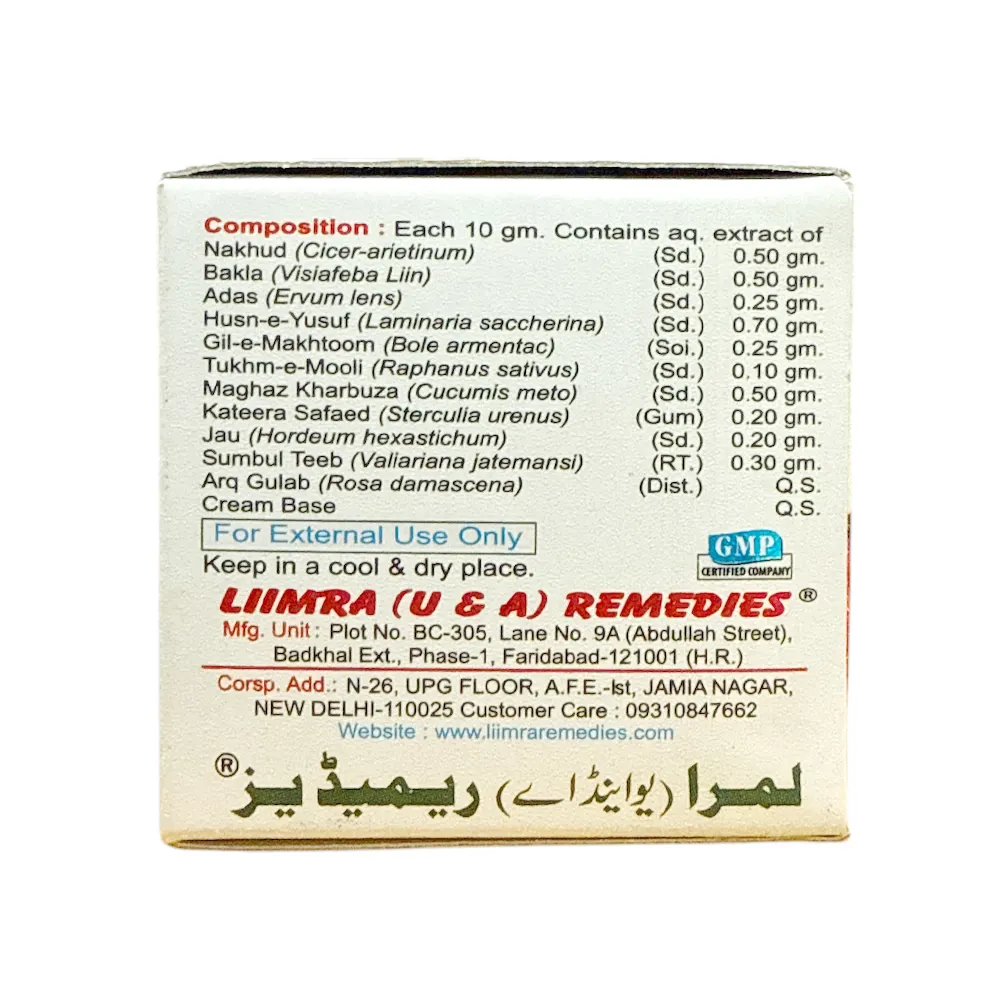 Composition : Each 10 gm. Contains aq. extract of
Nakhud (Cicer-arietinum) (Sd.) 0.50 gm.
Bakla (Visiafeba Liin) (Sd.) 0.50 gm.
Adas (Ervum lens) (Sd.) 0.25 gm.
Husn-e-Yusuf (Laminaria saccherina) (Sd.) 0.70 gm.
Gil-e-Makhtoom (Bole armentac) (Soi.) 0.25 gm.
Tukhm-e-Mooli (Raphanus sativus) (Sd.) 0.10 gm.
Maghaz Kharbuza (Cucumis meto) (Sd.) 0.50 gm.
Kateera Safaed (Sterculia urenus) (Gum) 0.20 gm.
Jau (Hordeum hexastichum) (Sd.) 0.20 gm.
Sumbul Teeb (Valiariana jatemansi) (RT.) 0.30 gm.
Arq Gulab (Rosa damascena) (Dist.) Q.S.
Cream Base Q.S.
For External Use Only
GMP
CERTIFIED COMPANY
Keep in a cool & dry place.
LIIMRA (U & A) REMEDIES ®
Mfg. Unit : Plot No. BC-305, Lane No. 9A (Abdullah Street),
Badkhal Ext., Phase-1, Faridabad-121001 (H.R.)
Corsp. Add.: N-26, UPG FLOOR, A.F.E.-Ist, JAMIA NAGAR,
NEW DELHI-110025 Customer Care : 09310847662
Website : www.liimraremedies.com
لمرا (یو اینڈ اے) ریمیڈیز ®